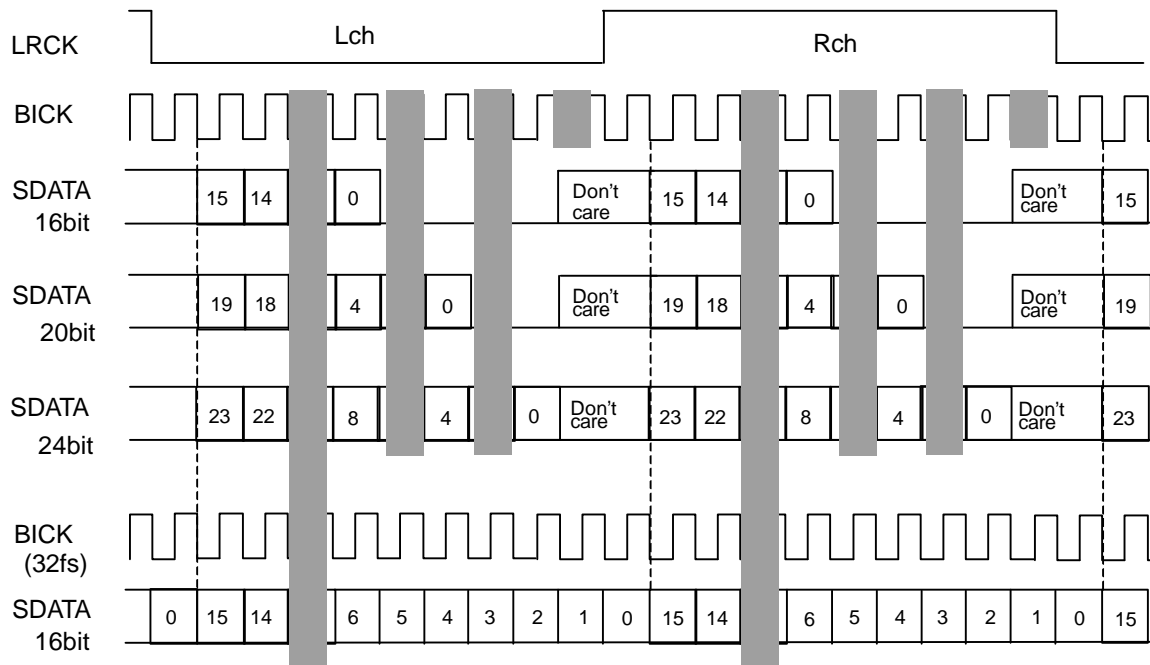 LRCK Lch Rch
BICK
SDATA 16bit 15 14 0 Don't care 15 14 0 Don't care 15
SDATA 20bit 19 18 4 0 Don't care 19 18 4 0 Don't care 19
SDATA 24bit 23 22 8 4 0 Don't care 23 22 8 4 0 Don't care 23
BICK (32fs)
SDATA 16bit 0 15 14 6 5 4 3 2 1 0 15 14 6 5 4 3 2 1 0 15